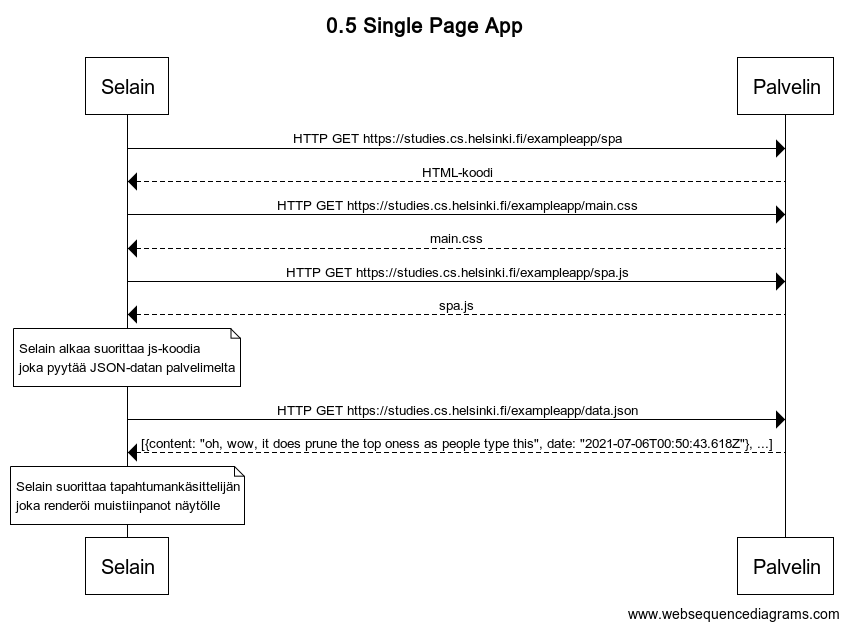 0.5 Single Page App
Selain
Palvelin
HTTP GET https://studies.cs.helsinki.fi/exampleapp/spa
HTML-koodi
HTTP GET https://studies.cs.helsinki.fi/exampleapp/main.css
main.css
HTTP GET https://studies.cs.helsinki.fi/exampleapp/spa.js
spa.js
Selain alkaa suorittaa js-koodia
joka pyytää JSON-datan palvelimelta
HTTP GET https://studies.cs.helsinki.fi/exampleapp/data.json
[{content: "oh, wow, it does prune the top oness as people type this", date: "2021-07-06T00:50:43.618Z"}, ...]
Selain suorittaa tapahtumankäsittelijän
joka renderöi muistiinpanot näytölle
Selain
Palvelin
www.websequencediagrams.com